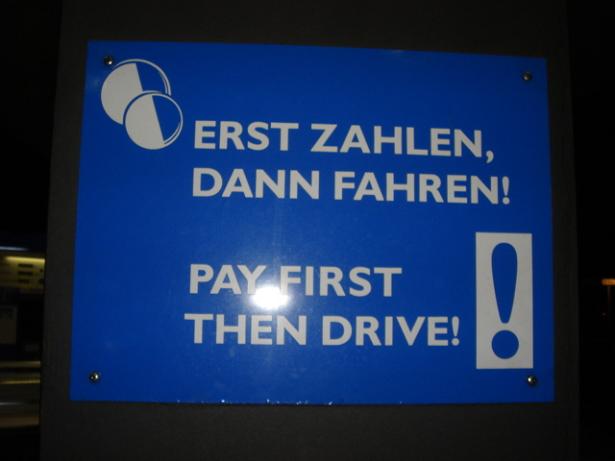 ERST ZAHLEN,
DANN FAHREN!
PAY FIRST
THEN DRIVE!
!